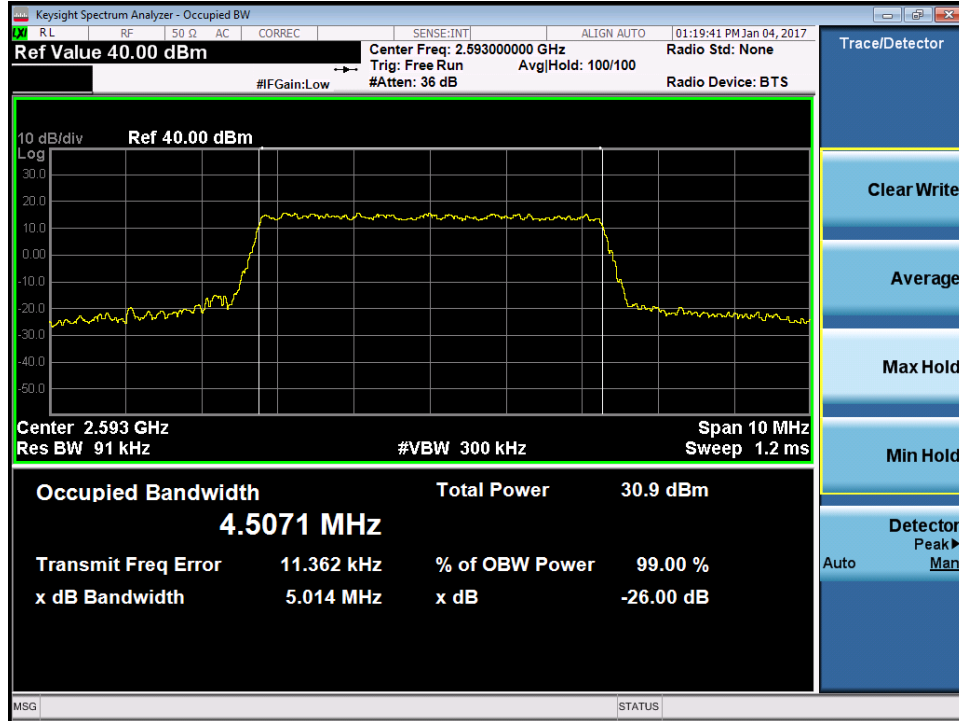 Keysight Spectrum Analyzer - Occupied BW
LXI RL RF 50 Ω AC CORREC SENSE:INT ALIGN AUTO 01:19:41 PM Jan 04, 2017
Ref Value 40.00 dBm
Center Freq: 2.593000000 GHz
Radio Std: None
Trig: Free Run Avg|Hold: 100/100
#IFGain:Low
#Atten: 36 dB
Radio Device: BTS
Trace/Detector
10 dB/div Ref 40.00 dBm
Log
30.0
20.0
10.0
0.00
-10.0
-20.0
-30.0
-40.0
-50.0
Center 2.593 GHz
Span 10 MHz
Res BW 91 kHz
#VBW 300 kHz
Sweep 1.2 ms
Clear Write
Average
Max Hold
Min Hold
Detector
Peak▶
Auto Man
Occupied Bandwidth
Total Power 30.9 dBm
4.5071 MHz
Transmit Freq Error 11.362 kHz
% of OBW Power 99.00 %
x dB Bandwidth 5.014 MHz
x dB -26.00 dB
MSG
STATUS